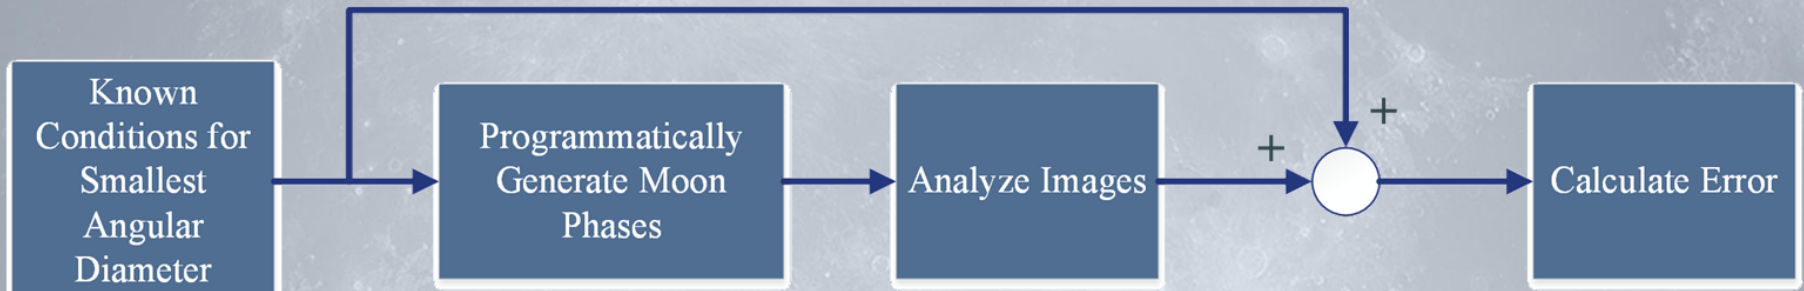 Known
Conditions for
Smallest
Angular
Diameter
Programmatically
Generate Moon
Phases
Analyze Images
+
+
Calculate Error